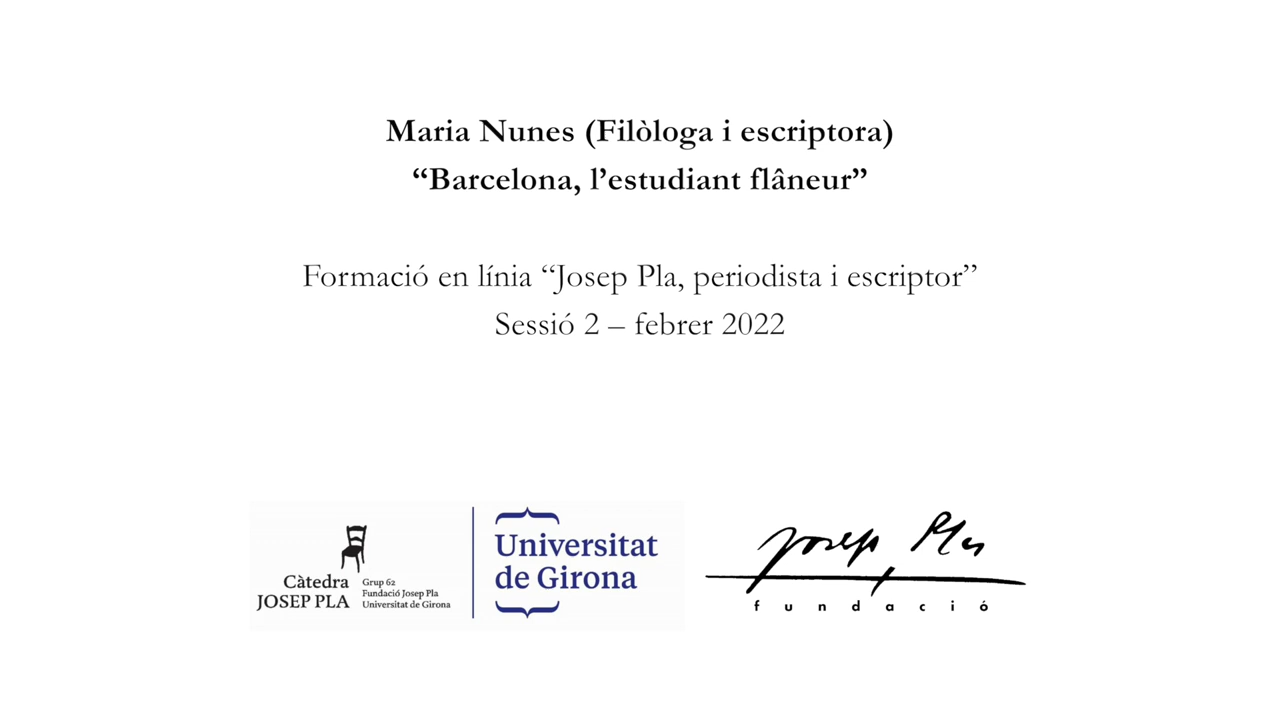 Maria Nunes (Filòloga i escriptora)
“Barcelona, l’estudiant flâneur”
Formació en línia “Josep Pla, periodista i escriptor”
Sessió 2 – febrer 2022
Càtedra
JOSEP PLA
Grup 62
Fundació Josep Pla
Universitat de Girona
Universitat
de Girona
Josep Pla
fundació